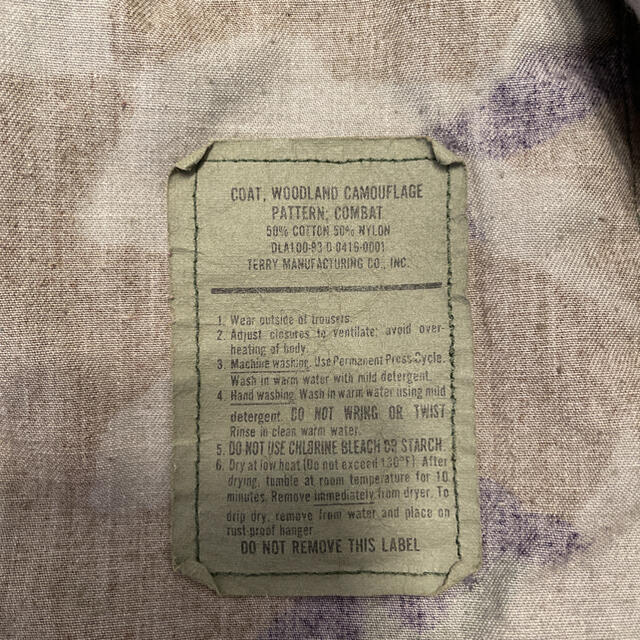 COAT, WOODLAND CAMOUFLAGE
PATTERN: COMBAT
50% COTTON 50% NYLON
DLA100-93-D-0416-0001
TERRY MANUFACTURING CO., INC.
1. Wear outside of trousers.
2. Adjust closures to ventilate; avoid over-
heating of body.
3. Machine washing. Use Permanent Press Cycle.
Wash in warm water with mild detergent.
4. Hand washing. Wash in warm water using mild
detergent. DO NOT WRING OR TWIST
Rinse in clean warm water.
5. DO NOT USE CHLORINE BLEACH OR STARCH.
6. Dry at low heat (Do not exceed 130°F). After
drying, tumble at room temperature for 10
minutes. Remove immediately from dryer. To
drip dry, remove from water and place on
rust-proof hanger
DO NOT REMOVE THIS LABEL